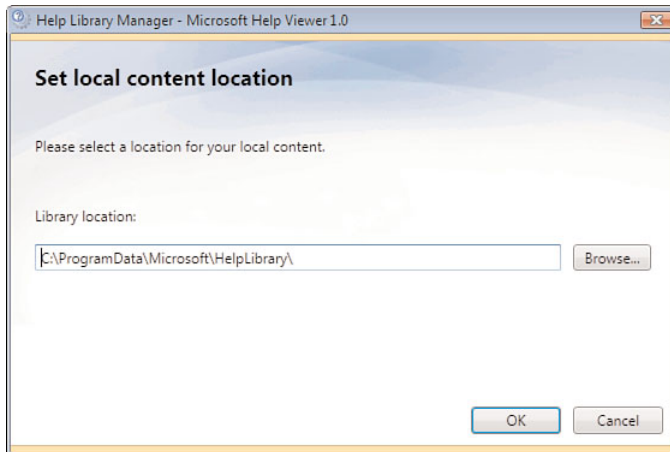 Help Library Manager - Microsoft Help Viewer 1.0
Set local content location
Please select a location for your local content.
Library location:
C:\ProgramData\Microsoft\HelpLibrary\
Browse...
OK
Cancel